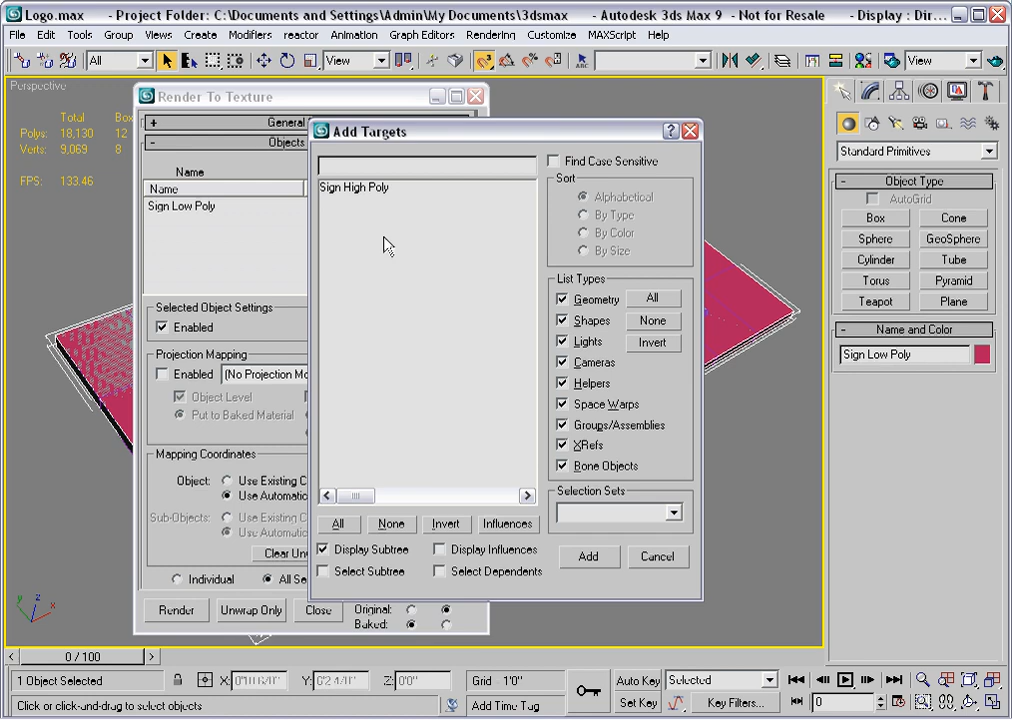 Logo.max - Project Folder: C:\Documents and Settings\Admin\My Documents\3dsmax - Autodesk 3ds Max 9 - Not for Resale - Display : Dir...
File Edit Tools Group Views Create Modifiers reactor Animation Graph Editors Rendering Customize MAXScript Help
All View View
Perspective
Total Box
Polys: 18,130 12
Verts: 9,069 8
FPS: 133.46
Render To Texture
+ General
- Objects
Name
Name
Sign Low Poly
Selected Object Settings
Enabled
Projection Mapping
Enabled (No Projection Mo
Object Level
Put to Baked Material
Mapping Coordinates
Object: Use Existing C
Use Automatic
Sub-Objects: Use Existing C
Use Automatic
Clear Unw
Individual All Se
Render Unwrap Only Close Original:
Baked:
Add Targets
?
Find Case Sensitive
Sign High Poly
Sort
Alphabetical
By Type
By Color
By Size
List Types
Geometry All
Shapes None
Lights Invert
Cameras
Helpers
Space Warps
Groups/Assemblies
XRefs
Bone Objects
Selection Sets
All None Invert Influences
Display Subtree Display Influences
Select Subtree Select Dependents
Add Cancel
Standard Primitives
- Object Type
AutoGrid
Box Cone
Sphere GeoSphere
Cylinder Tube
Torus Pyramid
Teapot Plane
- Name and Color
Sign Low Poly
z
y x
0 / 100
1 Object Selected X: Y: Z: 0'0" Grid = 1'0" Auto Key Selected
Click or click-and-drag to select objects Add Time Tag Set Key Key Filters... 0